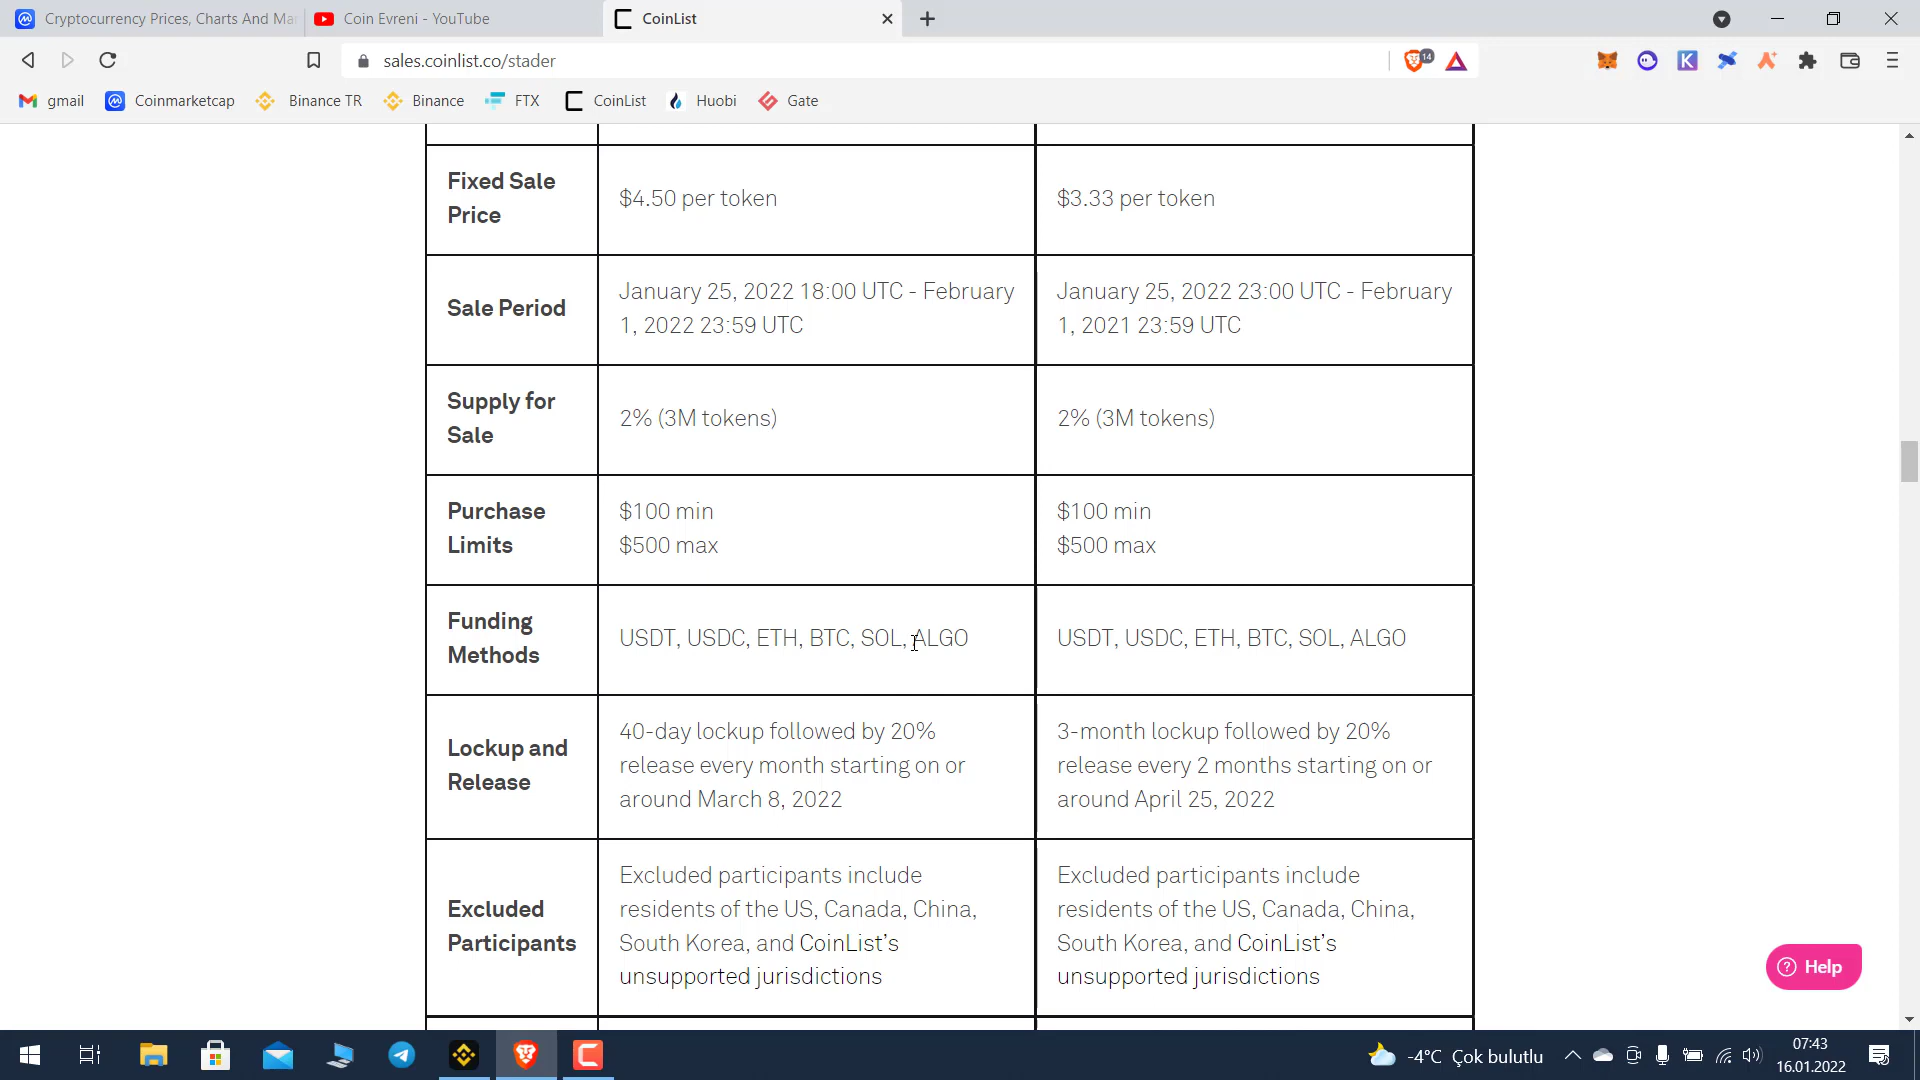 Cryptocurrency Prices, Charts And Ma
Coin Evreni - YouTube
CoinList
sales.coinlist.co/stader
14
gmail
Coinmarketcap
Binance TR
Binance
FTX
CoinList
Huobi
Gate
Fixed Sale
Price
$4.50 per token
$3.33 per token
Sale Period
January 25, 2022 18:00 UTC - February
1, 2022 23:59 UTC
January 25, 2022 23:00 UTC - February
1, 2021 23:59 UTC
Supply for
Sale
2% (3M tokens)
2% (3M tokens)
Purchase
Limits
$100 min
$500 max
$100 min
$500 max
Funding
Methods
USDT, USDC, ETH, BTC, SOL, ALGO
USDT, USDC, ETH, BTC, SOL, ALGO
Lockup and
Release
40-day lockup followed by 20%
release every month starting on or
around March 8, 2022
3-month lockup followed by 20%
release every 2 months starting on or
around April 25, 2022
Excluded
Participants
Excluded participants include
residents of the US, Canada, China,
South Korea, and CoinList’s
unsupported jurisdictions
Excluded participants include
residents of the US, Canada, China,
South Korea, and CoinList’s
unsupported jurisdictions
Help
-4°C Çok bulutlu
07:43
16.01.2022